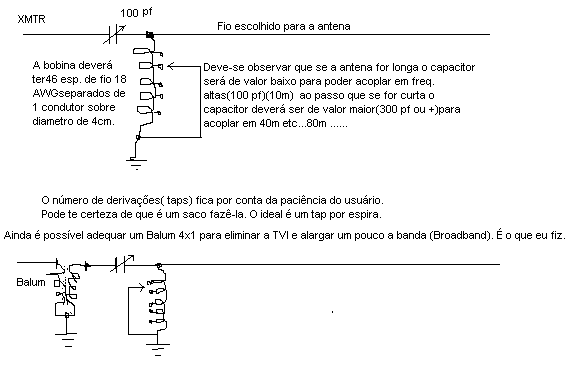 100 pf
XMTR
Fio escolhido para a antena
A bobina deverá
ter46 esp. de fio 18
AWGseparados de
1 condutor sobre
diametro de 4cm.
Deve-se observar que se a antena for longa o capacitor
será de valor baixo para poder acoplar em freq.
altas(100 pf)(10m) ao passo que se for curta o
capacitor deverá ser de valor maior(300 pf ou +)para
acoplar em 40m etc...80m ......
O número de derivações( taps) fica por conta da paciência do usuário.
Pode te certeza de que é um saco fazê-la. O ideal é um tap por espira.
Ainda é possível adequar um Balum 4x1 para eliminar a TVI e alargar um pouco a banda (Broadband). É o que eu fiz.
Balum